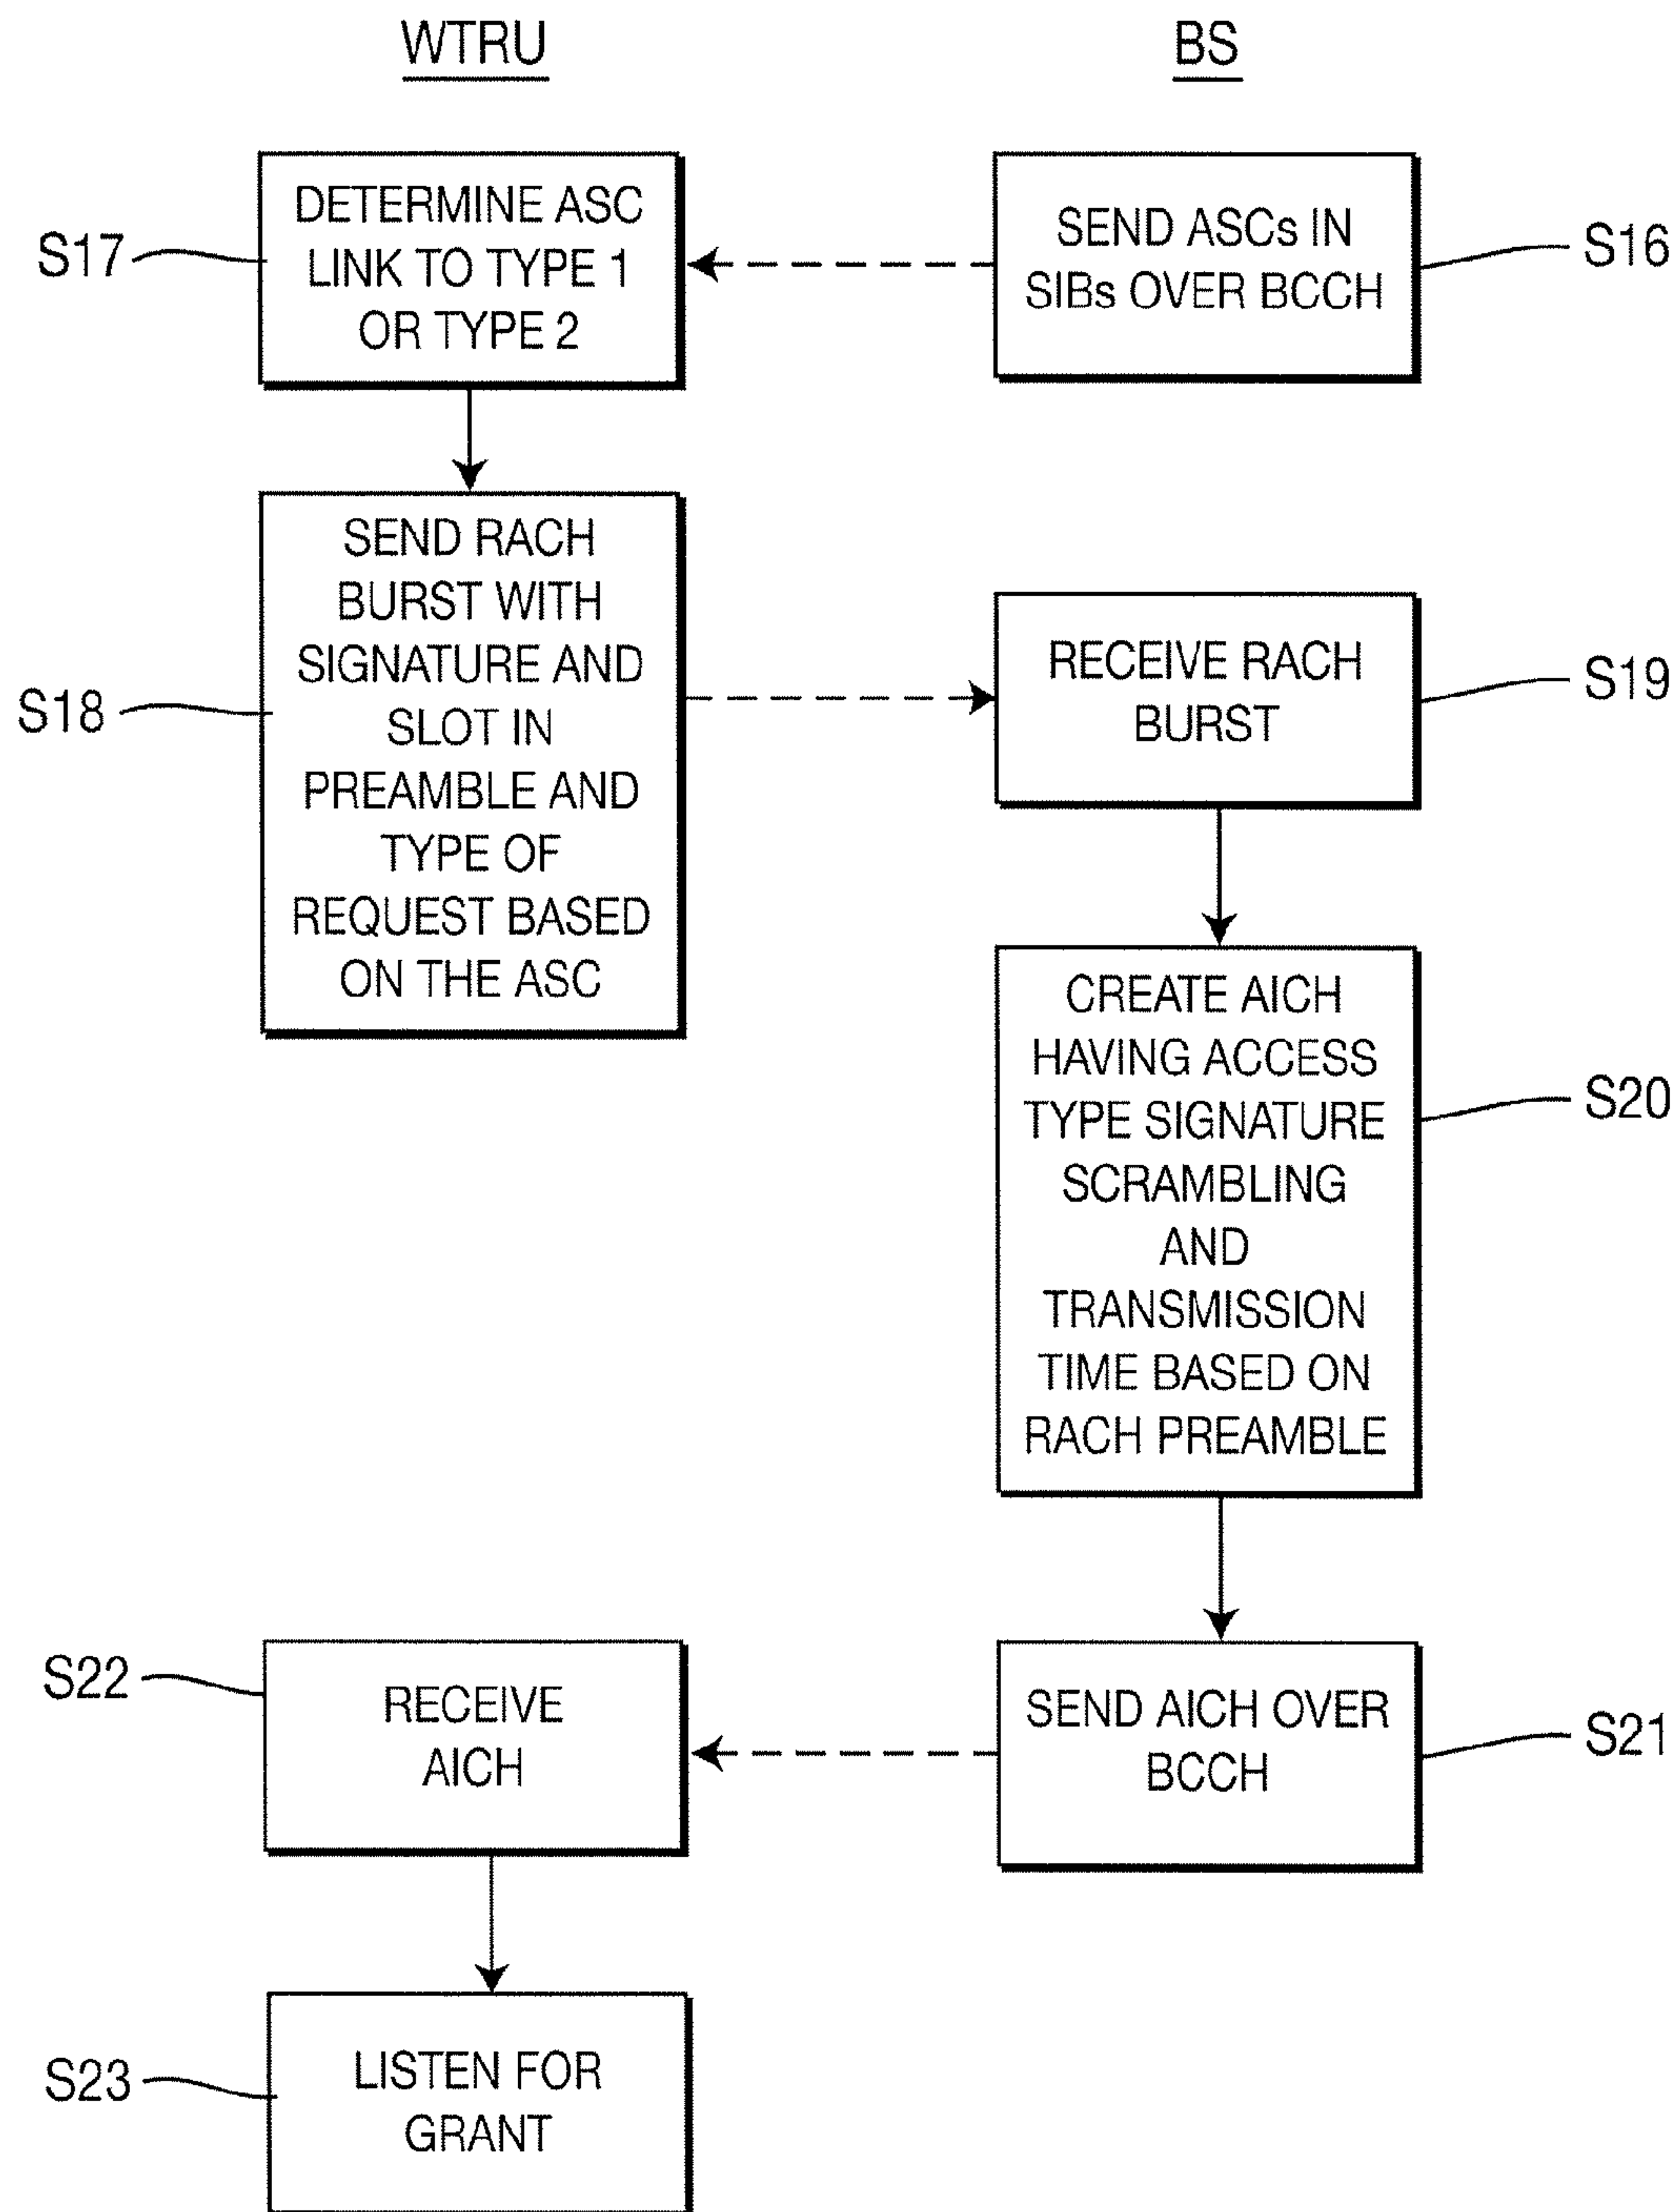 WTRU
BS
S17
DETERMINE ASC
LINK TO TYPE 1
OR TYPE 2
SEND ASCs IN
SIBs OVER BCCH
S16
S18
SEND RACH
BURST WITH
SIGNATURE AND
SLOT IN
PREAMBLE AND
TYPE OF
REQUEST BASED
ON THE ASC
RECEIVE RACH
BURST
S19
CREATE AICH
HAVING ACCESS
TYPE SIGNATURE
SCRAMBLING
AND
TRANSMISSION
TIME BASED ON
RACH PREAMBLE
S20
S22
RECEIVE
AICH
SEND AICH OVER
BCCH
S21
S23
LISTEN FOR
GRANT